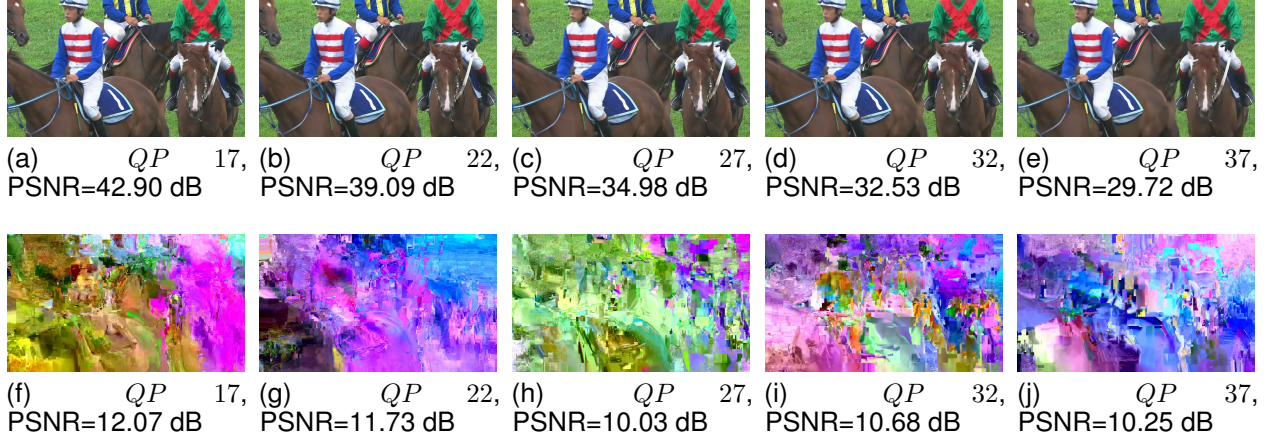 (a) QP 17,
PSNR=42.90 dB
(b) QP 22,
PSNR=39.09 dB
(c) QP 27,
PSNR=34.98 dB
(d) QP 32,
PSNR=32.53 dB
(e) QP 37,
PSNR=29.72 dB
(f) QP 17,
PSNR=12.07 dB
(g) QP 22,
PSNR=11.73 dB
(h) QP 27,
PSNR=10.03 dB
(i) QP 32,
PSNR=10.68 dB
(j) QP 37,
PSNR=10.25 dB